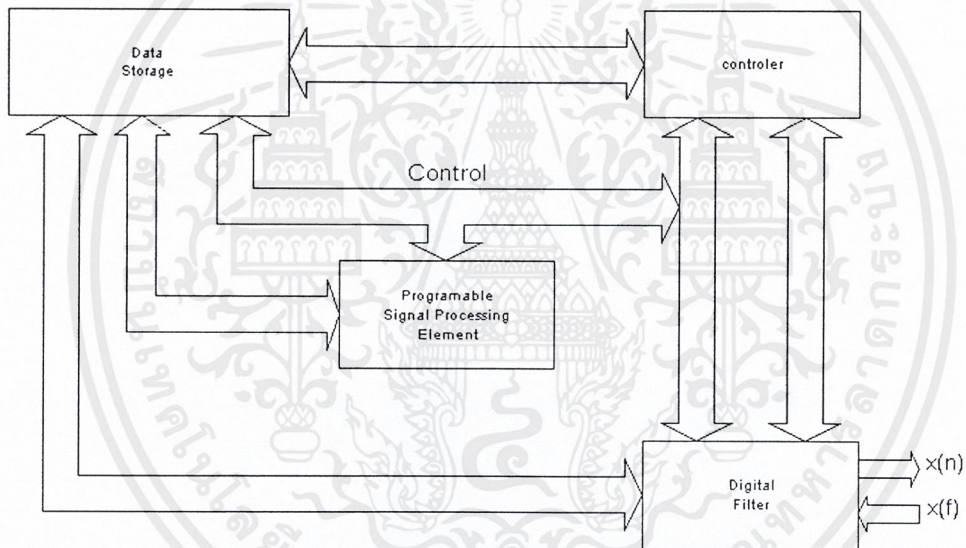 Data
Storage
controler
Control
Programable
Signal Processing
Element
Digital
Filter
x(n)
x(f)